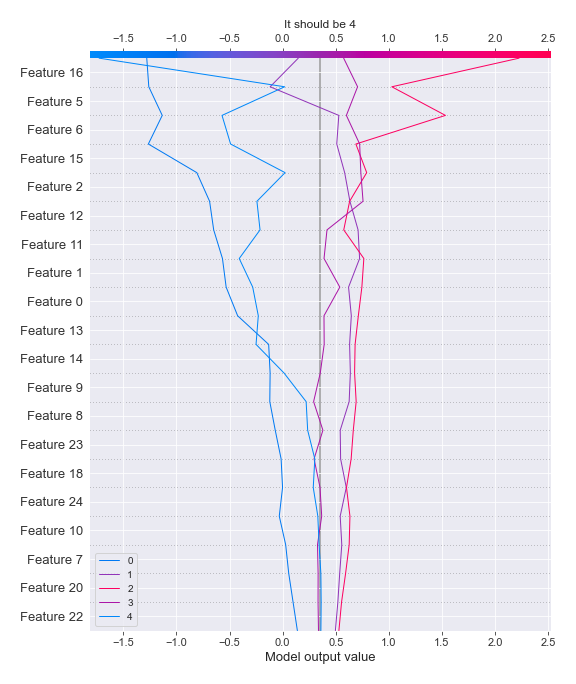 It should be 4
−1.5 −1.0 −0.5 0.0 0.5 1.0 1.5 2.0 2.5
Feature 16
Feature 5
Feature 6
Feature 15
Feature 2
Feature 12
Feature 11
Feature 1
Feature 0
Feature 13
Feature 14
Feature 9
Feature 8
Feature 23
Feature 18
Feature 24
Feature 10
Feature 7
Feature 20
Feature 22
0
1
2
3
4
−1.5 −1.0 −0.5 0.0 0.5 1.0 1.5 2.0 2.5
Model output value